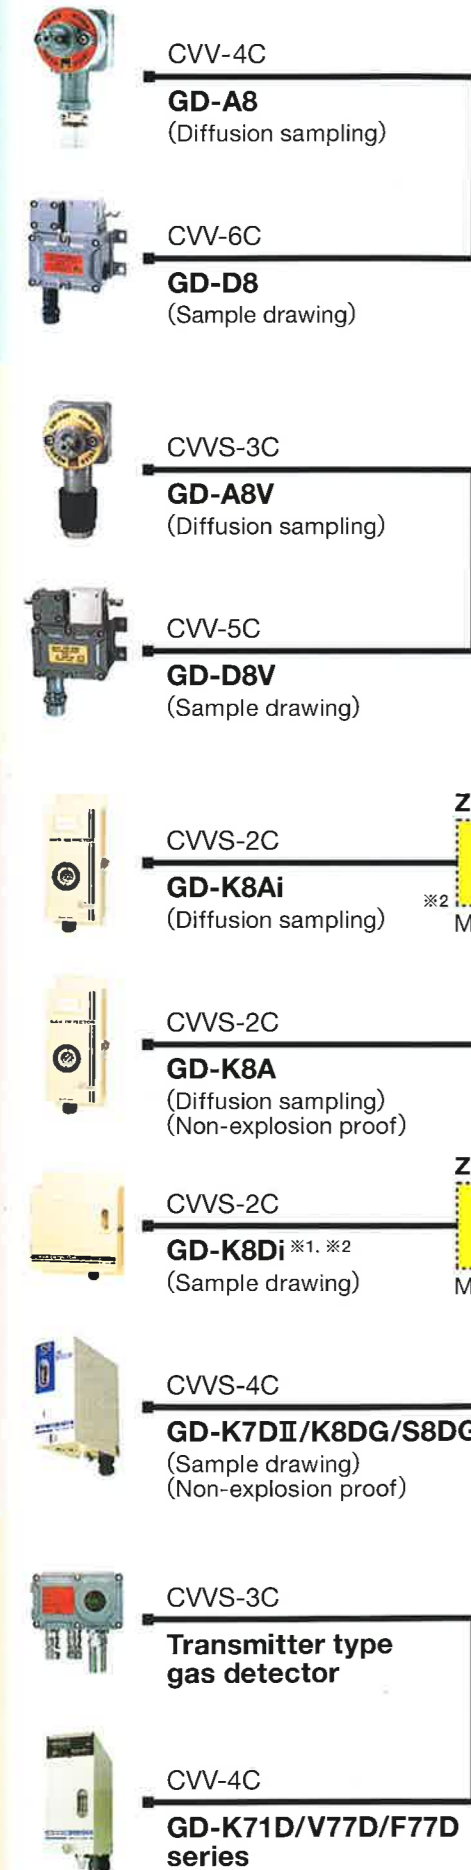 CVV-4C
GD-A8
(Diffusion sampling)
CVV-6C
GD-D8
(Sample drawing)
CVVS-3C
GD-A8V
(Diffusion sampling)
CVV-5C
GD-D8V
(Sample drawing)
Z
CVVS-2C
GD-K8Ai
(Diffusion sampling)
※2
M
CVVS-2C
GD-K8A
(Diffusion sampling)
(Non-explosion proof)
Z
CVVS-2C
GD-K8Di ※1. ※2
(Sample drawing)
M
CVVS-4C
GD-K7DⅡ/K8DG/S8DG
(Sample drawing)
(Non-explosion proof)
CVVS-3C
Transmitter type
gas detector
CVV-4C
GD-K71D/V77D/F77D
series